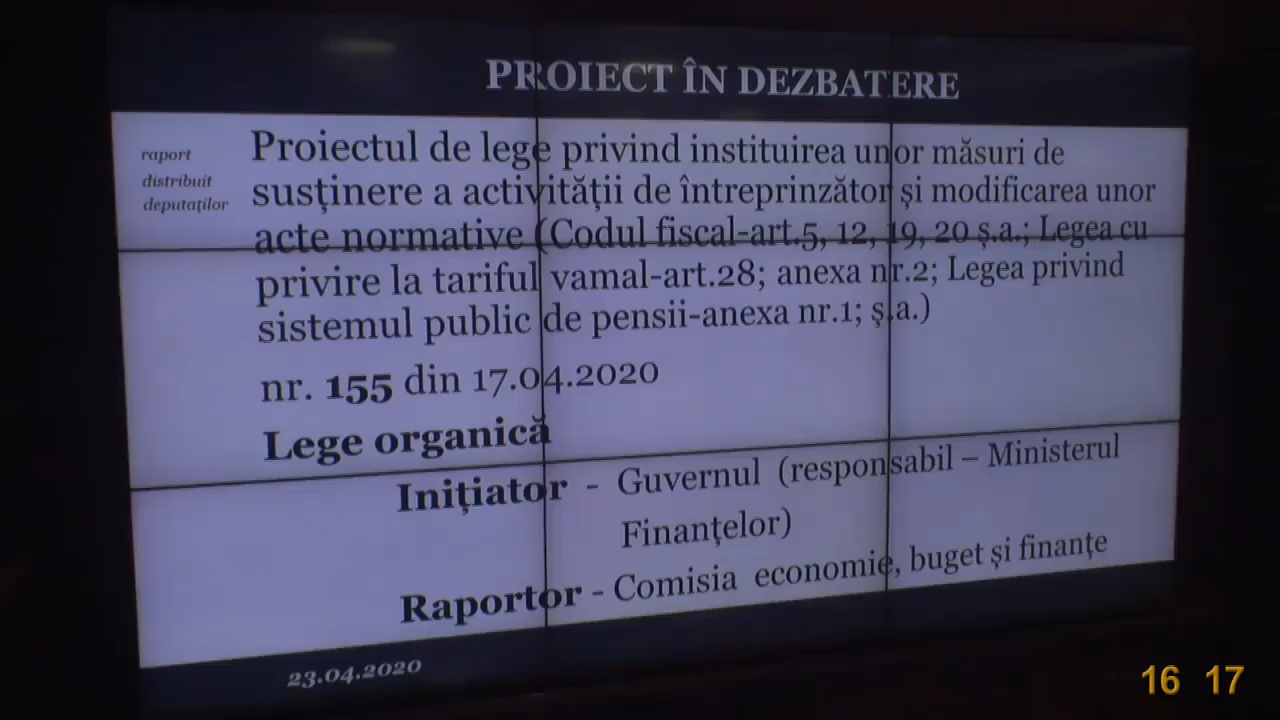 PROIECT ÎN DEZBATERE
raport
distribuit
deputaților
Proiectul de lege privind instituirea unor măsuri de
susținere a activității de întreprinzător și modificarea unor
acte normative (Codul fiscal-art.5, 12, 19, 20 ș.a.; Legea cu
privire la tariful vamal-art.28; anexa nr.2; Legea privind
sistemul public de pensii-anexa nr.1; ș.a.)
nr. 155 din 17.04.2020
Lege organică
Inițiator - Guvernul (responsabil – Ministerul
Finanțelor)
Raportor - Comisia economie, buget și finanțe
23.04.2020
16 17